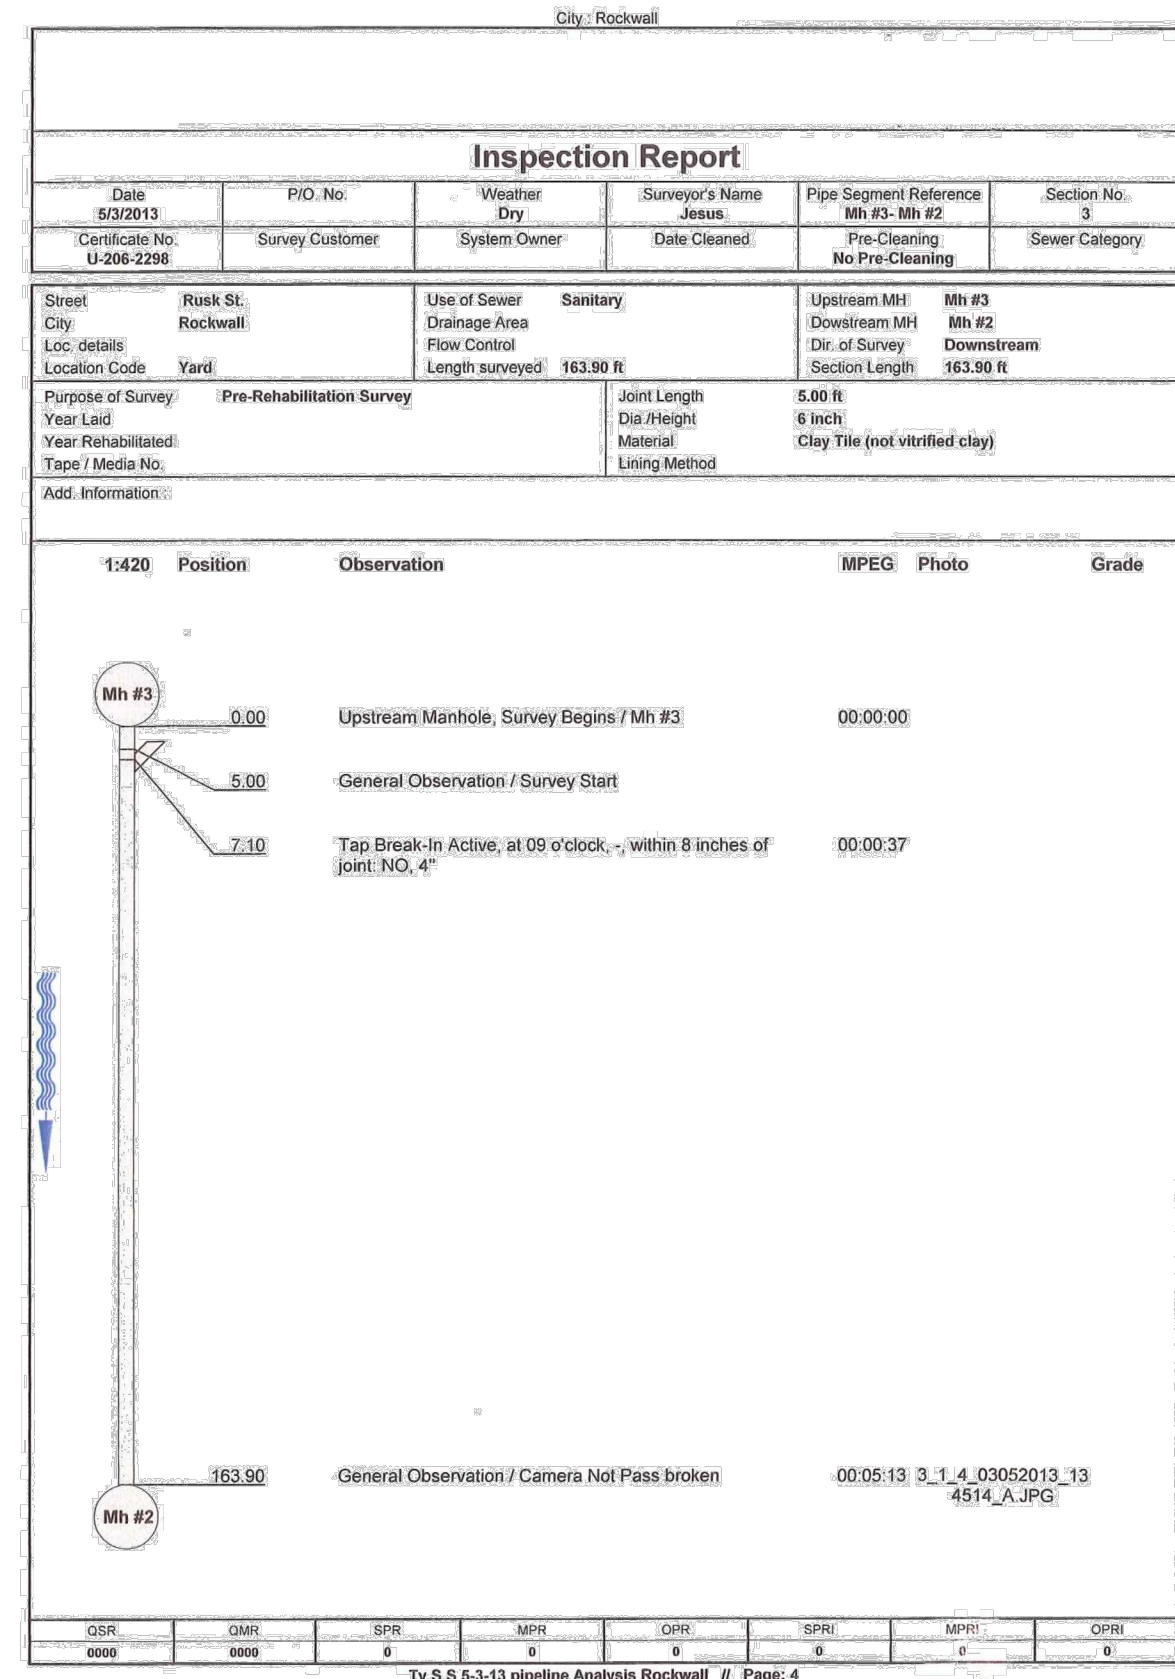 City : Rockwall
Inspection Report
Date P/O. No. Weather Surveyor's Name Pipe Segment Reference Section No.
5/3/2013 Dry Jesus Mh #3- Mh #2 3
Certificate No. Survey Customer System Owner Date Cleaned Pre-Cleaning Sewer Category
U-206-2298 No Pre-Cleaning
Street Rusk St. Use of Sewer Sanitary Upstream MH Mh #3
City Rockwall Drainage Area Dowstream MH Mh #2
Loc. details Flow Control Dir. of Survey Downstream
Location Code Yard Length surveyed 163.90 ft Section Length 163.90 ft
Purpose of Survey Pre-Rehabilitation Survey Joint Length 5.00 ft
Year Laid Dia./Height 6 inch
Year Rehabilitated Material Clay Tile (not vitrified clay)
Tape / Media No. Lining Method
Add. Information :
1:420 Position Observation MPEG Photo Grade
Mh #3
0.00 Upstream Manhole, Survey Begins / Mh #3 00:00:00
5.00 General Observation / Survey Start
7.10 Tap Break-In Active, at 09 o'clock, -, within 8 inches of 00:00:37
joint: NO, 4"
163.90 General Observation / Camera Not Pass broken 00:05:13 3_1_4_03052013_13
4514_A.JPG
Mh #2
QSR QMR SPR MPR OPR SPRI MPRI OPRI
0000 0000 0 0 0 0 0 0
Tv.S.S 5-3-13 pipeline.Analysis Rockwall // Page: 4